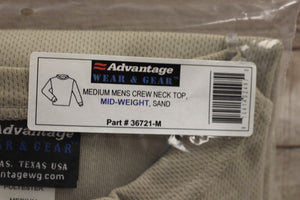 Advantage
WEAR & GEAR
MEDIUM MENS CREW NECK TOP,
MID-WEIGHT, SAND
Part # 36721-M
Advantage
WEAR & GEAR
AS, TEXAS USA
antagewg.com
POLYESTER